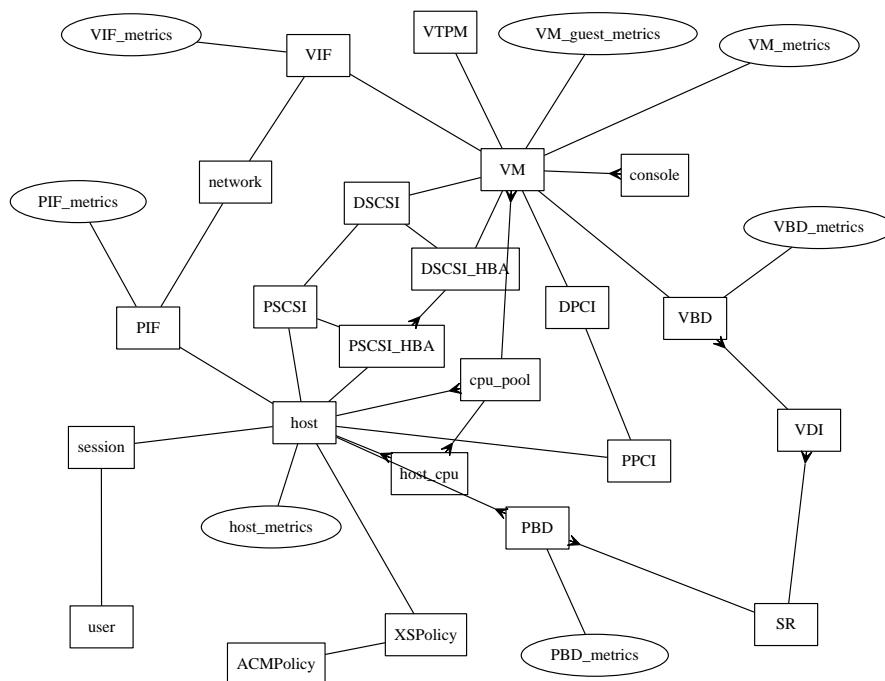 VIF_metrics
VTPM
VM_guest_metrics
VM_metrics
VIF
VM
console
network
PIF_metrics
DSCSI
VBD_metrics
DSCSI_HBA
PSCSI
DPCI
VBD
PIF
PSCSI_HBA
cpu_pool
host
VDI
session
host_cpu
PPCI
host_metrics
PBD
user
XSPolicy
SR
ACMPolicy
PBD_metrics